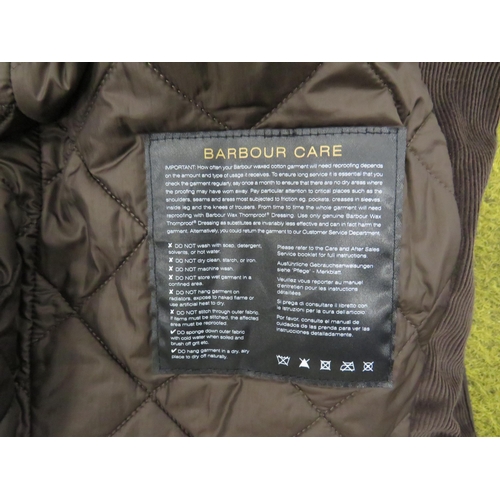 BARBOUR CARE
IMPORTANT: How often your Barbour waxed cotton garment will need reproofing depends
on the amount and type of usage it receives. To ensure long service it is essential that you
check the garment regularly, say once a month to ensure that there are no dry areas where
the proofing may have worn away. Pay particular attention to critical places such as the
shoulders, seams and areas most subject to friction eg. pockets, creases in sleeves,
inside leg and the knees of trousers. From time to time your garment will need
reproofing with Barbour Wax Thornproof® Dressing. Use only genuine Barbour Wax
Thornproof® Dressing as substitutes are invariably less effective and can in fact harm the
garment. Alternatively, you could return the garment to our Customer Service Department.
✗ DO NOT wash with soap, detergent,
solvents, or hot water.
✗ DO NOT dry clean, starch, or iron.
✗ DO NOT machine wash.
✗ DO NOT store wet garment in a
confined area.
✗ DO NOT hang garment on
radiators, expose to naked flame or
use artificial heat to dry.
✗ DO NOT stitch through outer fabric.
If items must be stitched, the affected
area must be reproofed.
✓ DO sponge down outer fabric
with cold water when soiled and
brush off grit etc.
✓ DO hang garment in a dry, airy
place to dry off naturally.
Please refer to the Care and After Sales
Service booklet for full instructions.
Ausführliche Gebrauchsanweisungen
siehe "Pflege" - Merkblatt
Veuillez vous reporter au manuel
d'entretien pour les instructions
détaillées.
Si prega di consultare il libretto con
le istruzioni per la cura dell'articolo.
Por favor, consulte el manual de
cuidados de las prendas para ver las
instrucciones detalladamente.